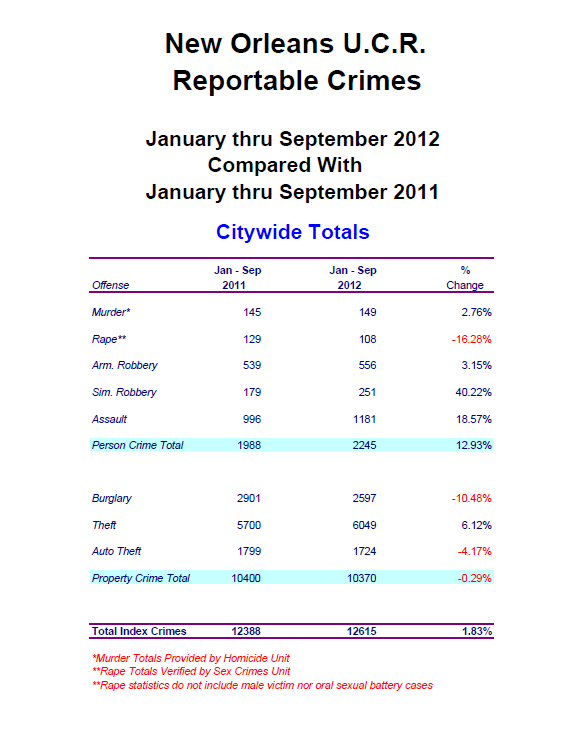 New Orleans U.C.R.
Reportable Crimes
January thru September 2012
Compared With
January thru September 2011
Citywide Totals
Jan - Sep Jan - Sep %
Offense 2011 2012 Change
Murder* 145 149 2.76%
Rape** 129 108 -16.28%
Arm. Robbery 539 556 3.15%
Sim. Robbery 179 251 40.22%
Assault 996 1181 18.57%
Person Crime Total 1988 2245 12.93%
Burglary 2901 2597 -10.48%
Theft 5700 6049 6.12%
Auto Theft 1799 1724 -4.17%
Property Crime Total 10400 10370 -0.29%
Total Index Crimes 12388 12615 1.83%
*Murder Totals Provided by Homicide Unit
**Rape Totals Verified by Sex Crimes Unit
**Rape statistics do not include male victim nor oral sexual battery cases